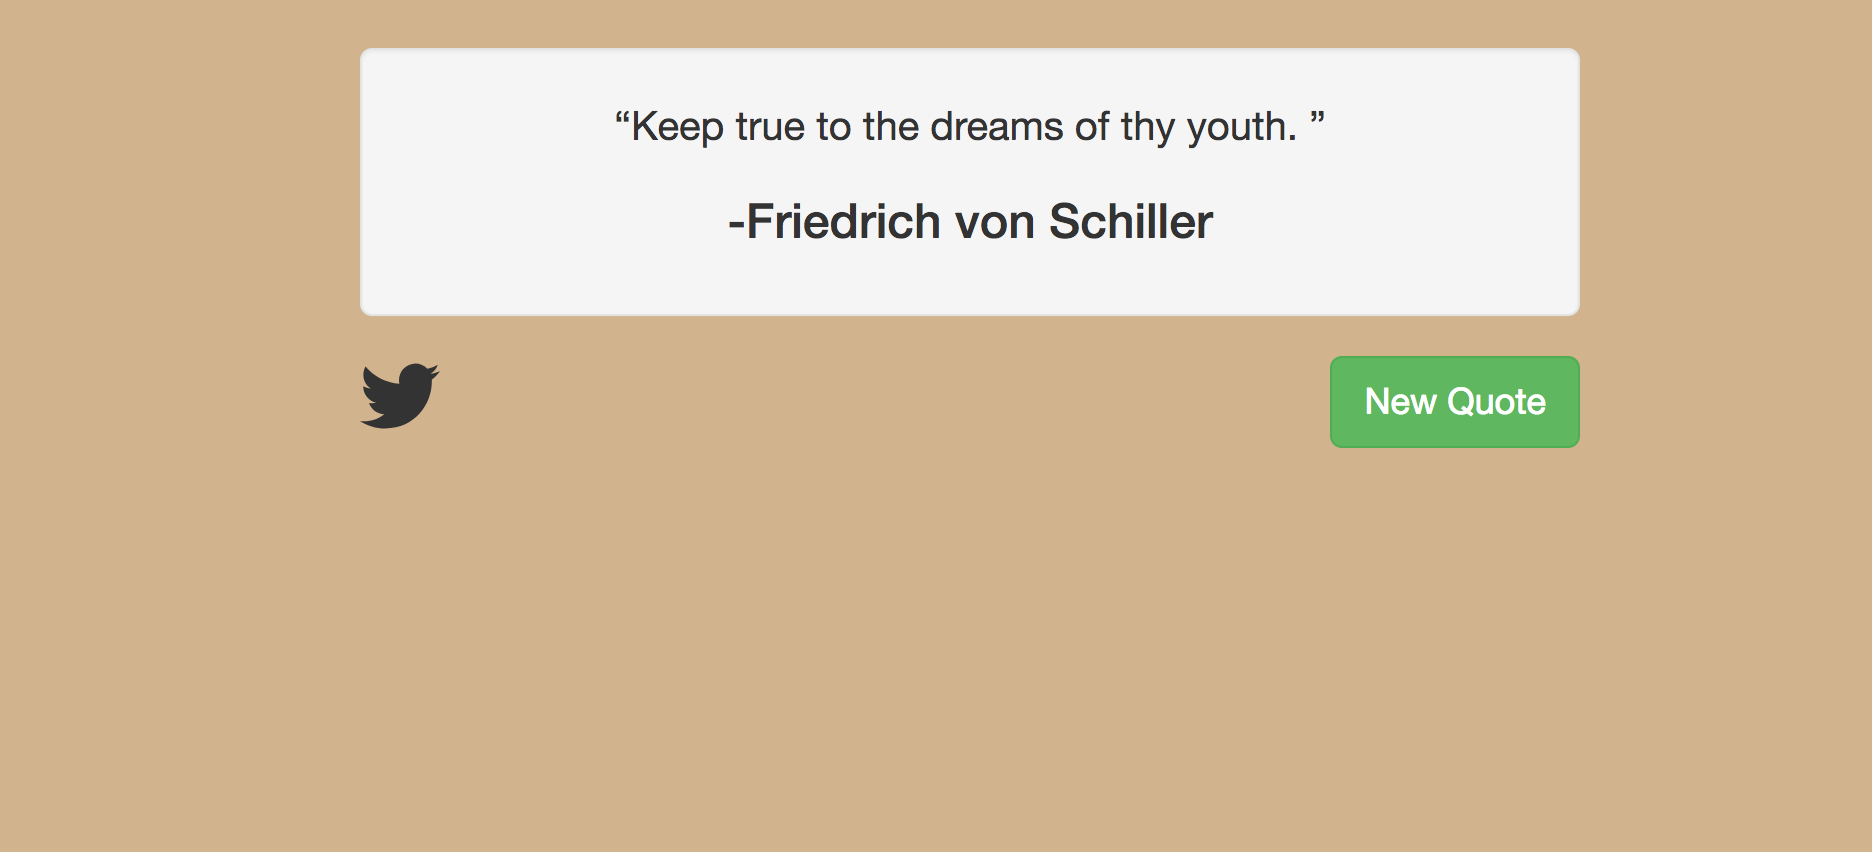 “Keep true to the dreams of thy youth. ”
-Friedrich von Schiller
New Quote